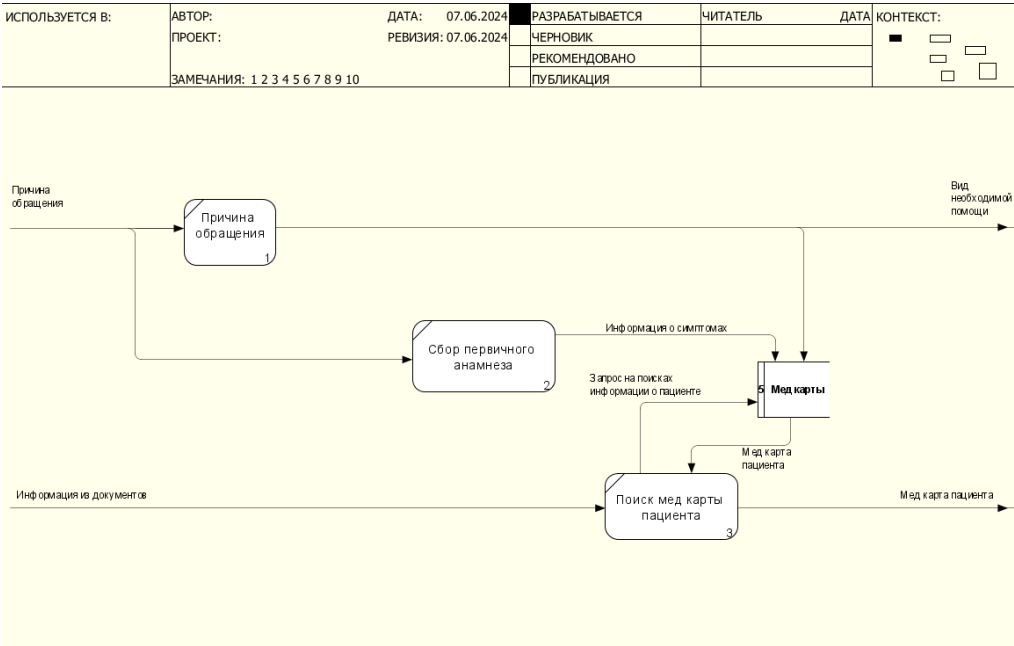 ИСПОЛЬЗУЕТСЯ В:
АВТОР:
ДАТА: 07.06.2024
РАЗРАБАТЫВАЕТСЯ
ЧИТАТЕЛЬ
ДАТА
КОНТЕКСТ:
ПРОЕКТ:
РЕВИЗИЯ: 07.06.2024
ЧЕРНОВИК
РЕКОМЕНДОВАНО
ЗАМЕЧАНИЯ: 1 2 3 4 5 6 7 8 9 10
ПУБЛИКАЦИЯ
Причина
обращения
Причина
обращения
1
Вид
необходимой
помощи
Сбор первичного
анамнеза
2
Информация о симптомах
Запрос на поисках
информации о пациенте
5 Мед карты
Мед карта
пациента
Информация из документов
Поиск мед карты
пациента
3
Мед карта пациента